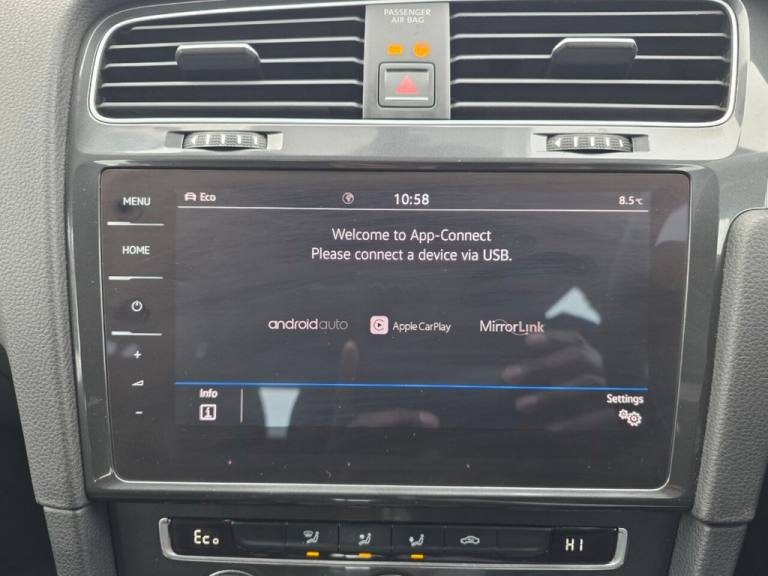 PASSENGER
AIR BAG
MENU
HOME
+
-
Eco
10:58
8.5°C
Welcome to App-Connect
Please connect a device via USB.
androidauto
Apple CarPlay
MirrorLink
Info
i
Settings
Eco
HI